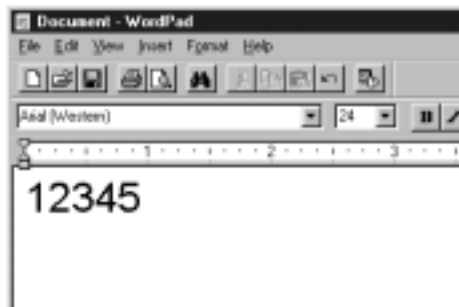 Document - WordPad
File Edit View Insert Format Help
Arial (Western) 24 B /
1 2 3
12345